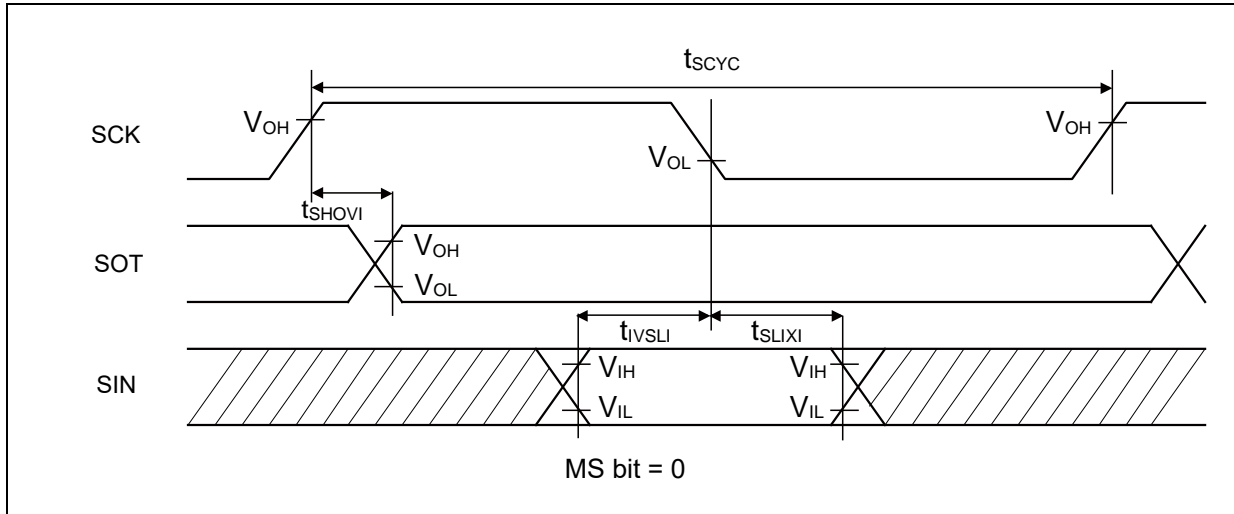 tSCYC
SCK
VOH
VOL
VOH
tSHOVI
SOT
VOH
VOL
tIVSLI
tSLIXI
SIN
VIH
VIH
VIL
VIL
MS bit = 0